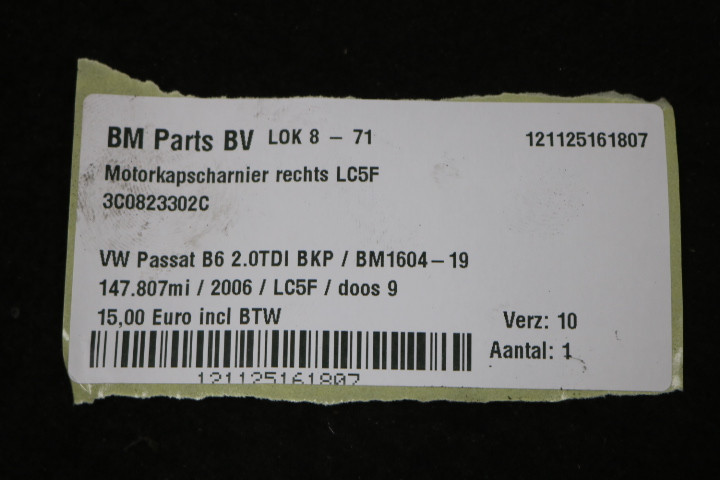 BM Parts BV LOK 8 - 71 121125161807
Motorkapscharnier rechts LC5F
3C0823302C
VW Passat B6 2.0TDI BKP / BM1604-19
147.807mi / 2006 / LC5F / doos 9
15,00 Euro incl BTW Verz: 10
Aantal: 1
121125161807